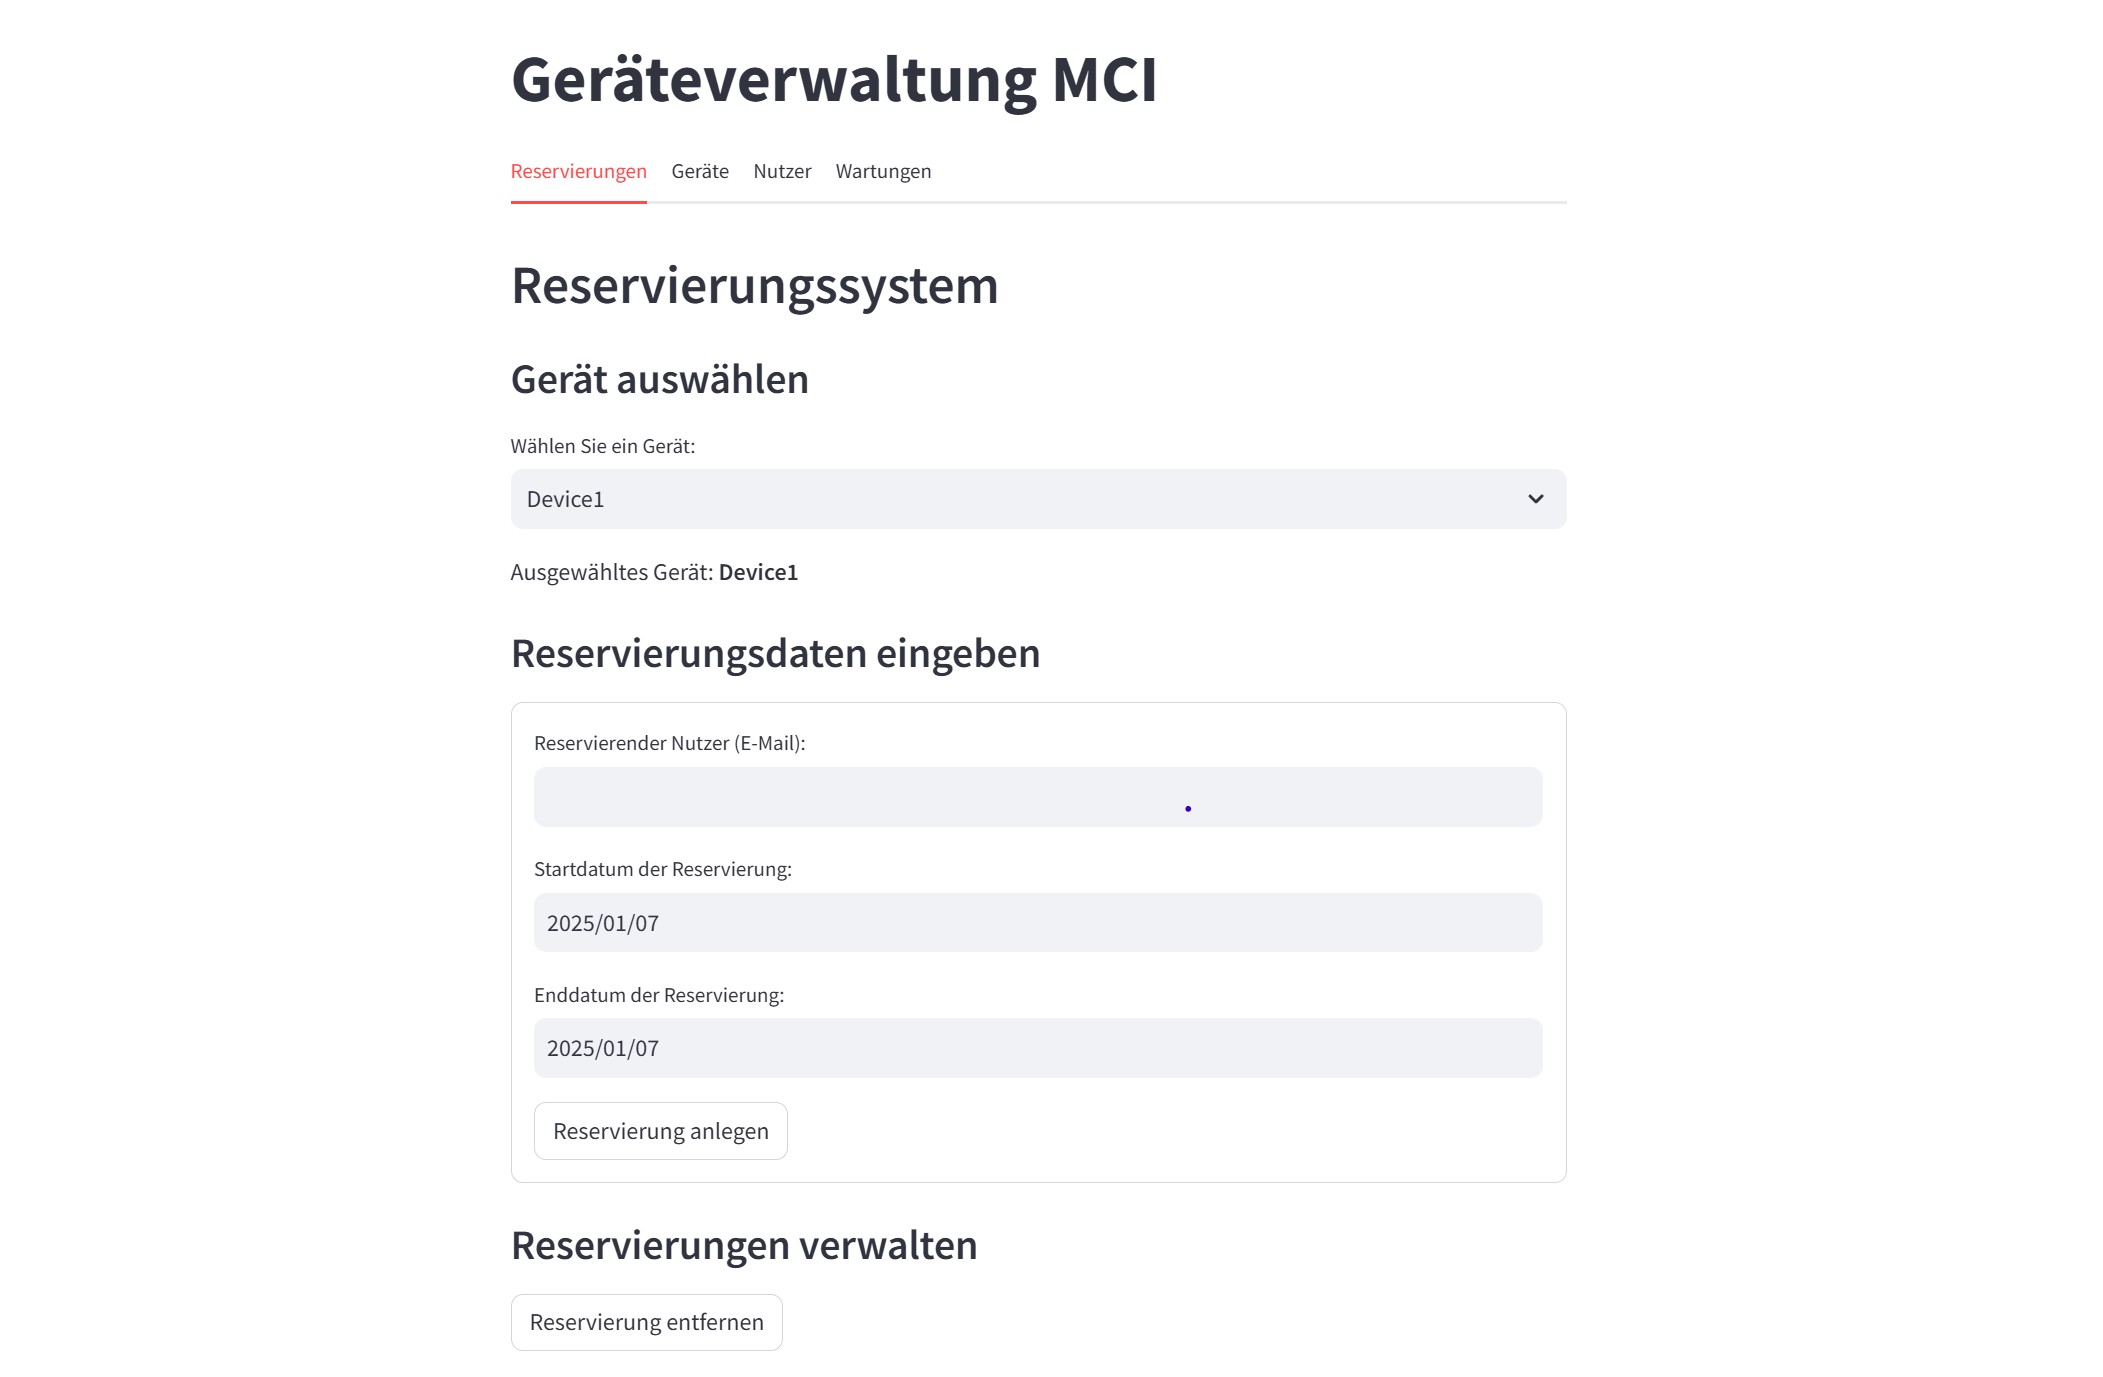 Geräteverwaltung MCI
Reservierungen Geräte Nutzer Wartungen
Reservierungssystem
Gerät auswählen
Wählen Sie ein Gerät:
Device1
Ausgewähltes Gerät: Device1
Reservierungsdaten eingeben
Reservierender Nutzer (E-Mail):
Startdatum der Reservierung:
2025/01/07
Enddatum der Reservierung:
2025/01/07
Reservierung anlegen
Reservierungen verwalten
Reservierung entfernen